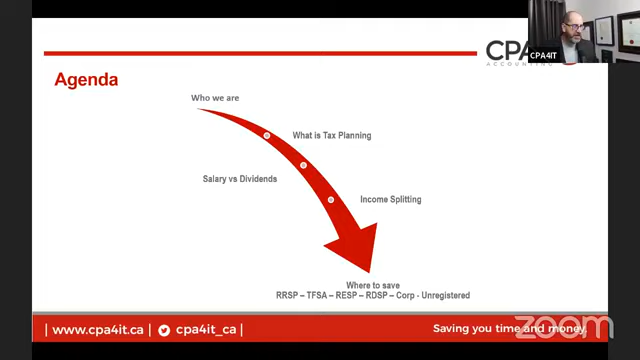 CPA
ACCOUNTING
CPA4IT
Agenda
Who we are
What is Tax Planning
Salary vs Dividends
Income Splitting
Where to save
RRSP – TFSA – RESP – RDSP – Corp - Unregistered
| www.cpa4it.ca | cpa4it_ca |
Saving you time and money.
zoom